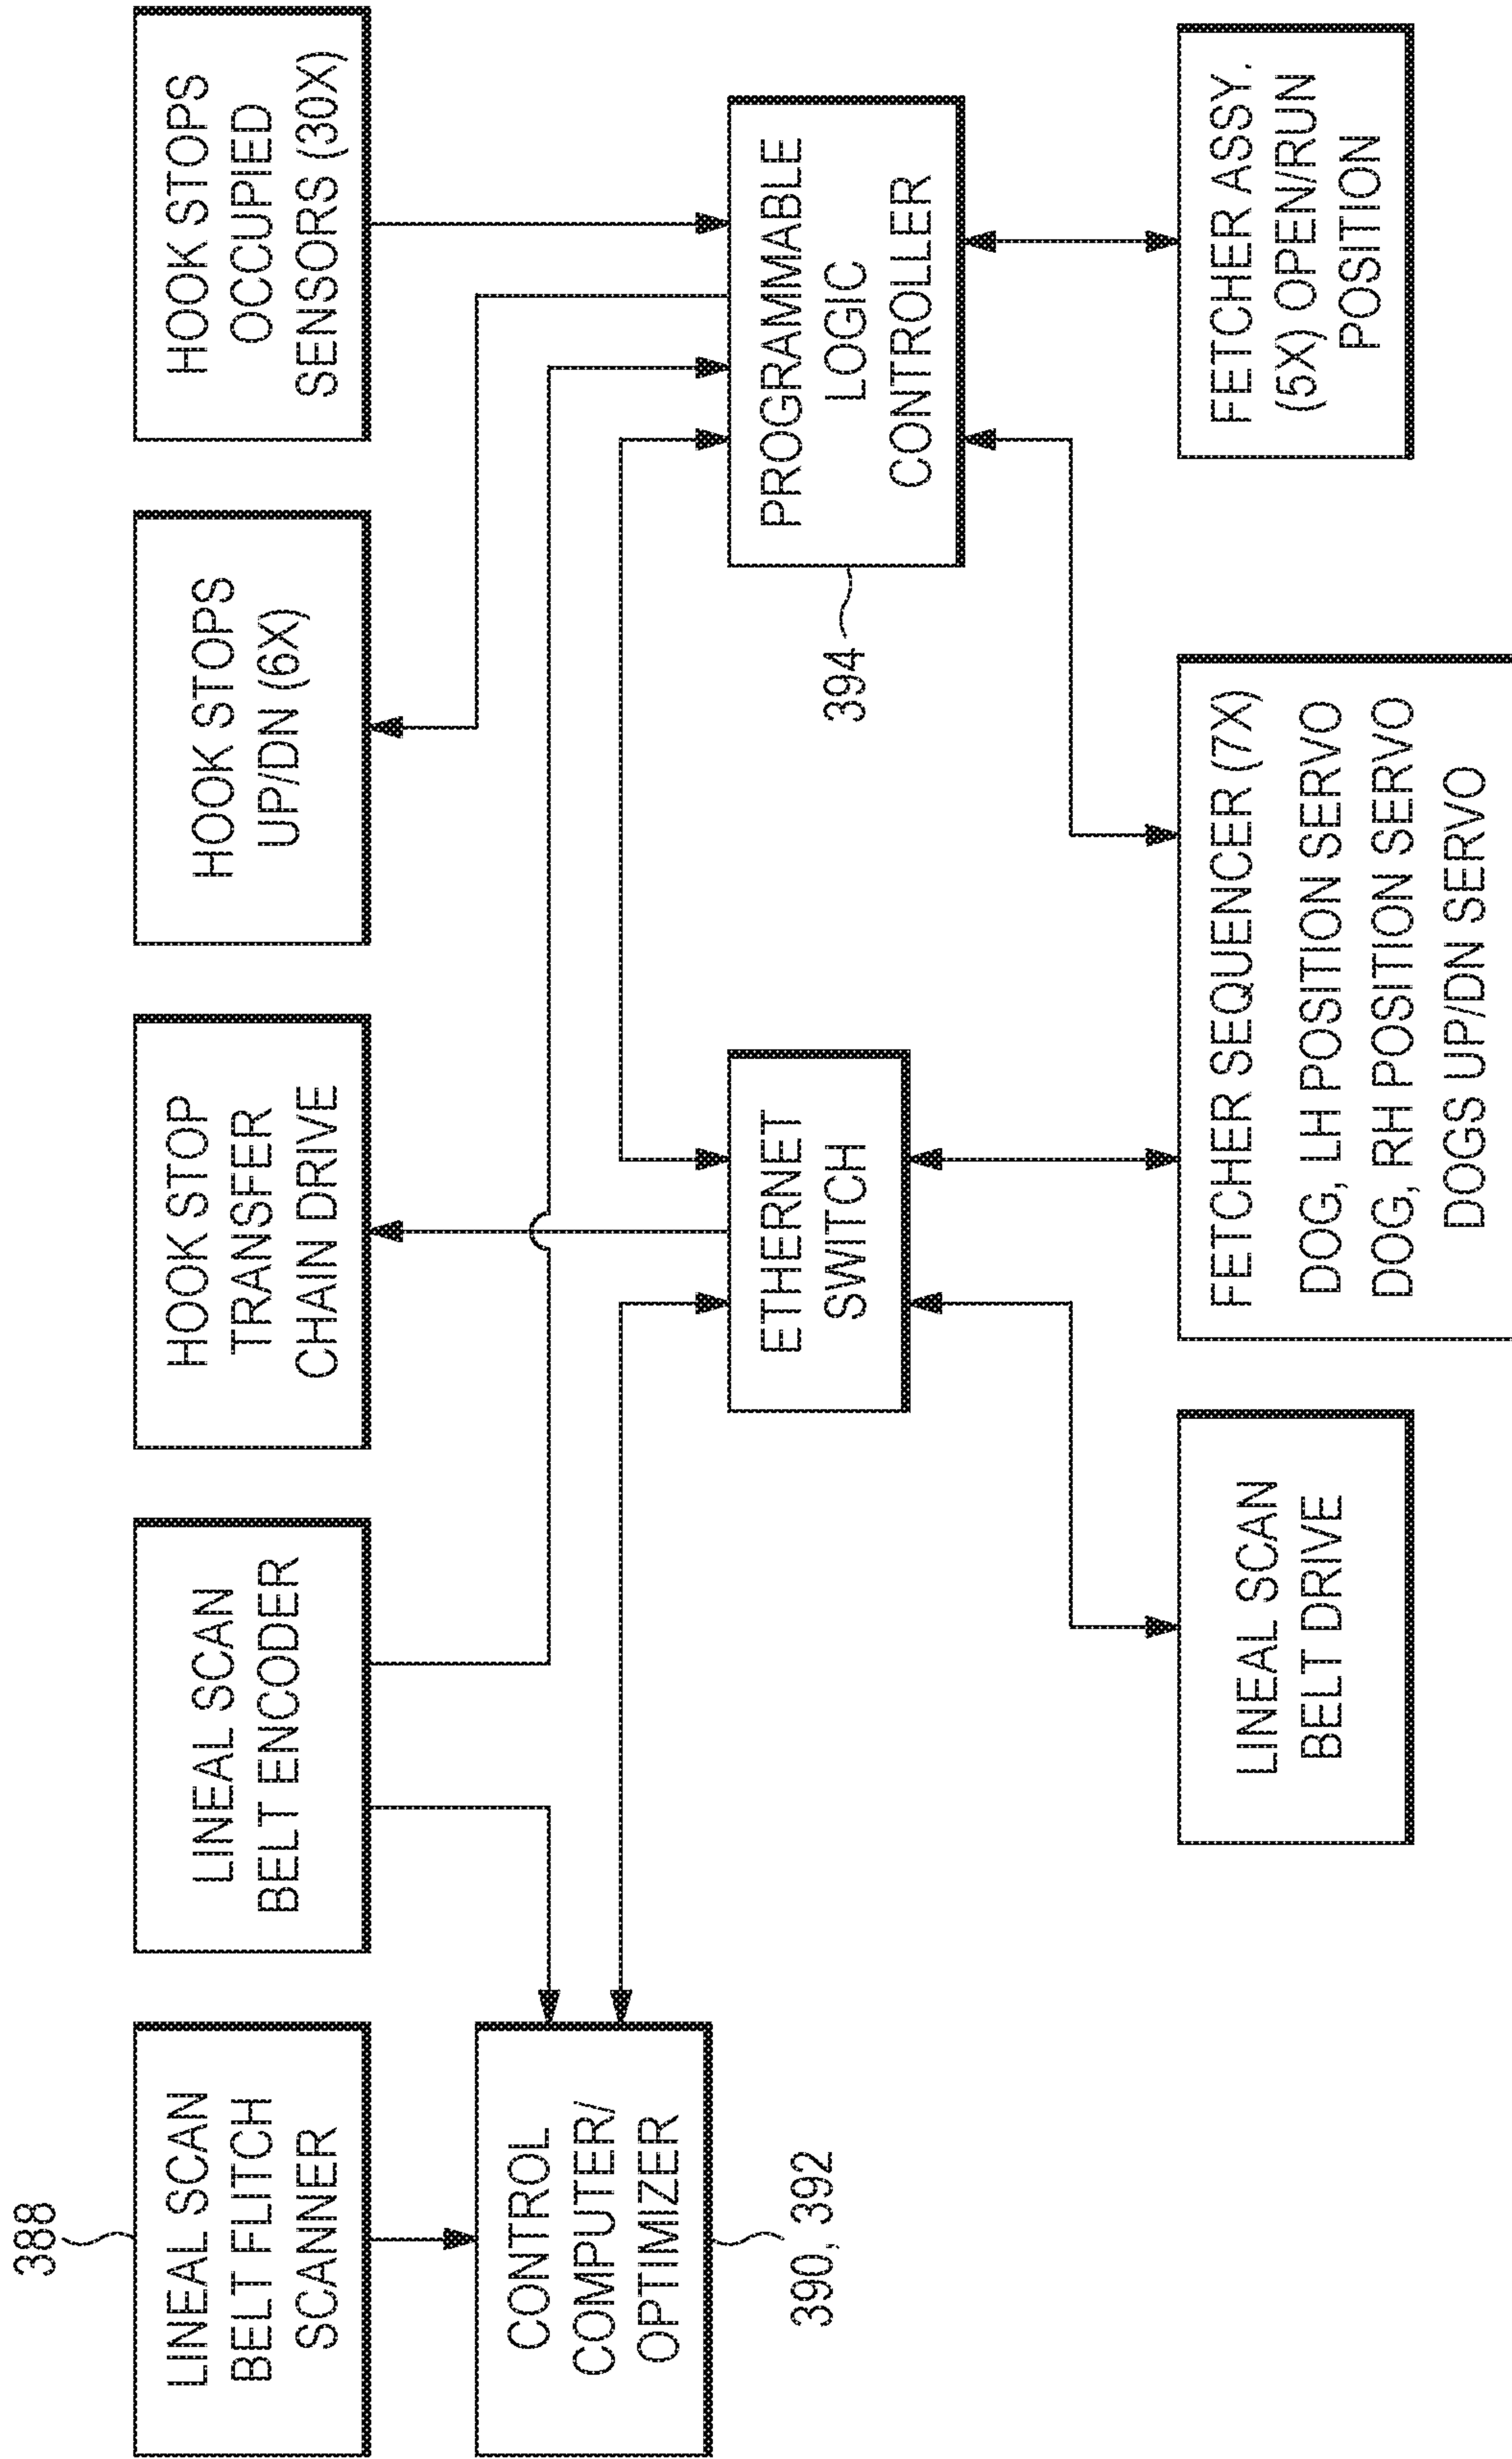 388
LINEAL SCAN
BELT FLITCH
SCANNER
LINEAL SCAN
BELT ENCODER
HOOK STOP
TRANSFER
CHAIN DRIVE
HOOK STOPS
UP/DN (6X)
HOOK STOPS
OCCUPIED
SENSORS (30X)
CONTROL
COMPUTER/
OPTIMIZER
390, 392
ETHERNET
SWITCH
PROGRAMMABLE
LOGIC
CONTROLLER
394
LINEAL SCAN
BELT DRIVE
FETCHER SEQUENCER (7X)
DOG, LH POSITION SERVO
DOG, RH POSITION SERVO
DOGS UP/DN SERVO
FETCHER ASSY.
(5X) OPEN/RUN
POSITION